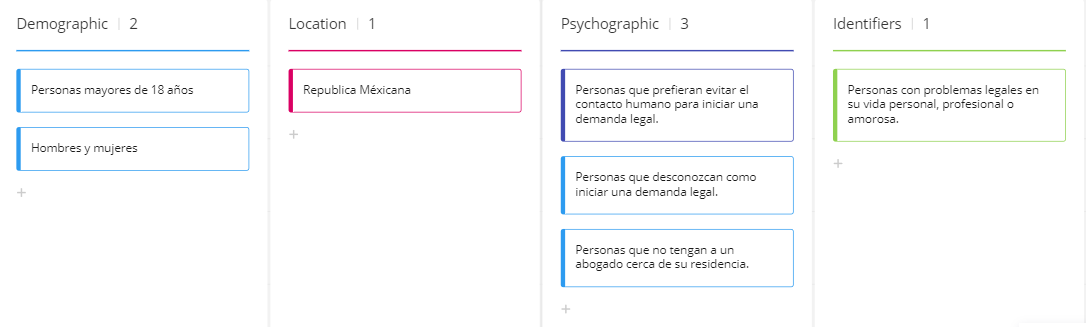 Demographic | 2
Personas mayores de 18 años
Hombres y mujeres
+
Location | 1
Republica Méxicana
+
Psychographic | 3
Personas que prefieran evitar el
contacto humano para iniciar una
demanda legal.
Personas que desconozcan como
iniciar una demanda legal.
Personas que no tengan a un
abogado cerca de su residencia.
+
Identifiers | 1
Personas con problemas legales en
su vida personal, profesional o
amorosa.
+